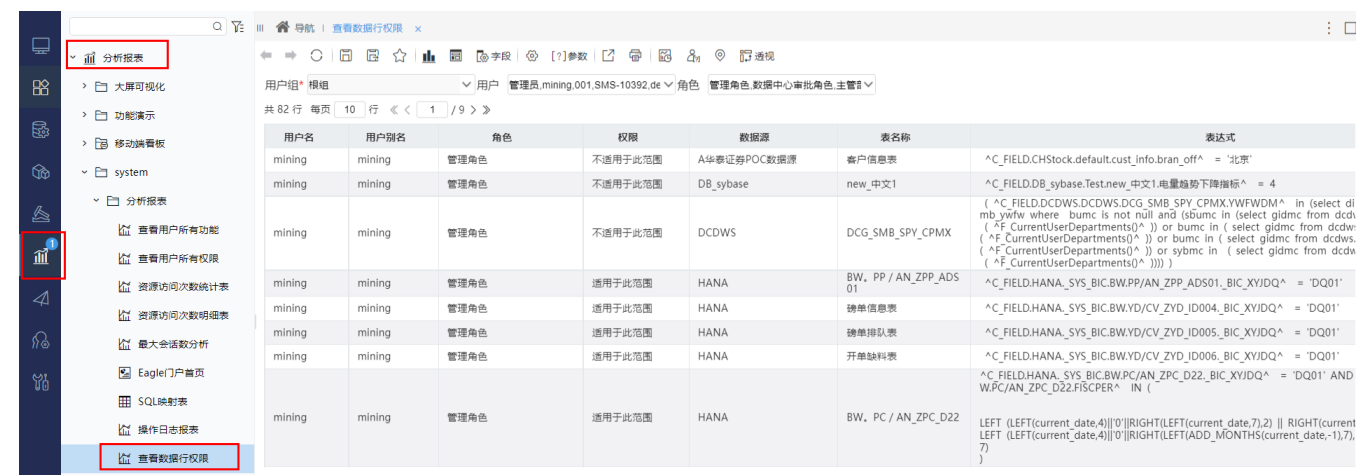 导航 查看数据行权限 ×
分析报表
大屏可视化
功能演示
移动端看板
system
分析报表
查看用户所有功能
查看用户所有权限
资源访问次数统计表
资源访问次数明细表
最大会话数分析
Eagle门户首页
SQL映射表
操作日志报表
查看数据行权限
1
字段 [?]参数 透视
用户组* 根组 用户 管理员,mining,001,SMS-10392,de 角色 管理角色,数据中心审批角色,主管
共 82 行 每页 10 行 《 < 1 / 9 > 》
用户名 用户别名 角色 权限 数据源 表名称 表达式
mining mining 管理角色 不适用于此范围 A华泰证券POC数据源 客户信息表 ^C_FIELD.CHStock.default.cust_info.bran_off^ = '北京'
mining mining 管理角色 不适用于此范围 DB_sybase new_中文1 ^C_FIELD.DB_sybase.Test.new_中文1.电量趋势下降指标^ = 4
mining mining 管理角色 不适用于此范围 DCDWS DCG_SMB_SPY_CPMX
( ^C_FIELD.DCDWS.DCDWS.DCG_SMB_SPY_CPMX.YWFWDM^ in (select di
mb_ywfw where bumc is not null and (sbumc in (select gidmc from dcdw
( ^F_CurrentUserDepartments()^ )) or bumc in ( select gidmc from dcdws
( ^F_CurrentUserDepartments()^ )) or bumc in ( select gidmc from dcdws.
( ^F_CurrentUserDepartments()^ )) or sybmc in ( select gidmc from dcdw
( ^F_CurrentUserDepartments()^ )))) )
mining mining 管理角色 适用于此范围 HANA BW。PP / AN_ZPP_ADS ^C_FIELD.HANA._SYS_BIC.BW.PP/AN_ZPP_ADS01._BIC_XYJDQ^ = 'DQ01'
01
mining mining 管理角色 适用于此范围 HANA 磅单信息表 ^C_FIELD.HANA._SYS_BIC.BW.YD/CV_ZYD_ID004._BIC_XYJDQ^ = 'DQ01'
mining mining 管理角色 适用于此范围 HANA 磅单排队表 ^C_FIELD.HANA._SYS_BIC.BW.YD/CV_ZYD_ID005._BIC_XYJDQ^ = 'DQ01'
mining mining 管理角色 适用于此范围 HANA 开单缺料表 ^C_FIELD.HANA._SYS_BIC.BW.YD/CV_ZYD_ID006._BIC_XYJDQ^ = 'DQ01'
mining mining 管理角色 适用于此范围 HANA BW。PC / AN_ZPC_D22
^C_FIELD.HANA._SYS_BIC.BW.PC/AN_ZPC_D22._BIC_XYJDQ^ = 'DQ01' AND
W.PC/AN_ZPC_D22.FISCPER^ IN (
LEFT (LEFT(current_date,4)||'0'||RIGHT(LEFT(current_date,7),2) || RIGHT(current
LEFT (LEFT(current_date,4)||'0'||RIGHT(LEFT(ADD_MONTHS(current_date,-1),7),
7)
)